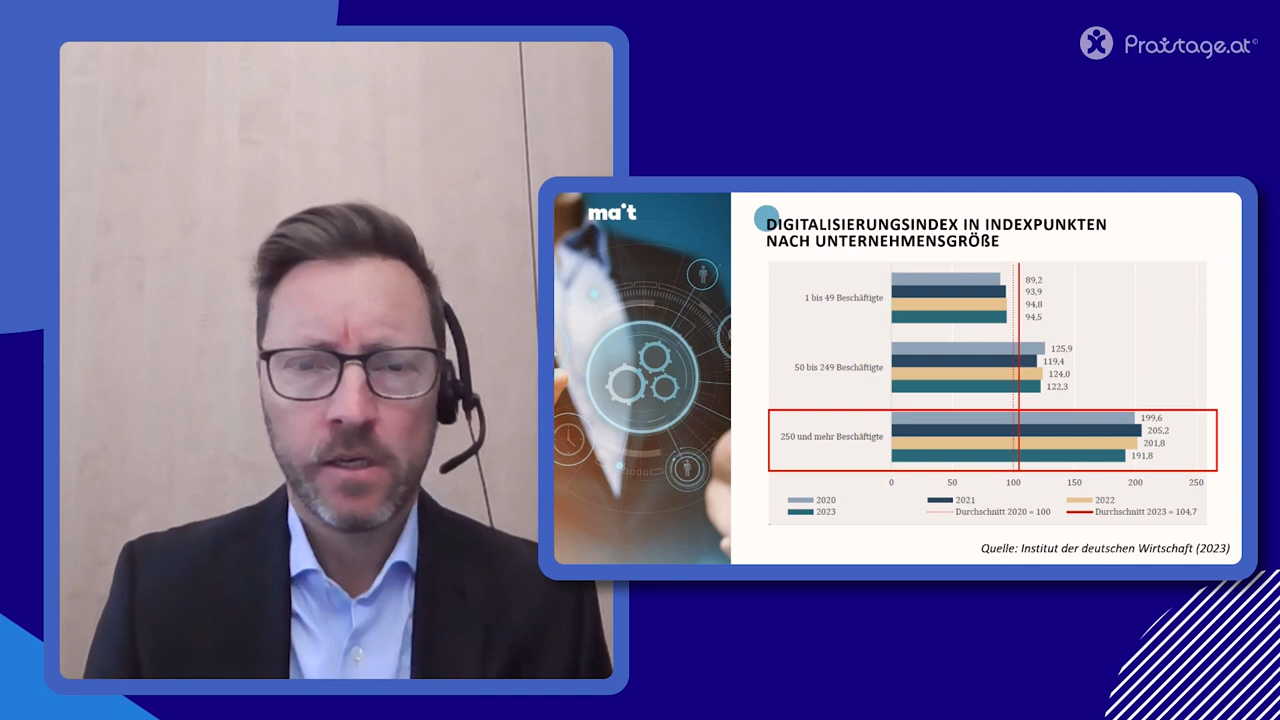 Praxistage.at
ma:t
DIGITALISIERUNGSINDEX IN INDEXPUNKTEN
NACH UNTERNEHMENSGRÖßE
1 bis 49 Beschäftigte
89,2
93,9
94,8
94,5
50 bis 249 Beschäftigte
125,9
119,4
124,0
122,3
250 und mehr Beschäftigte
199,6
205,2
201,8
191,8
0 50 100 150 200 250
2020 2021 2022
2023 Durchschnitt 2020 = 100 Durchschnitt 2023 = 104,7
Quelle: Institut der deutschen Wirtschaft (2023)